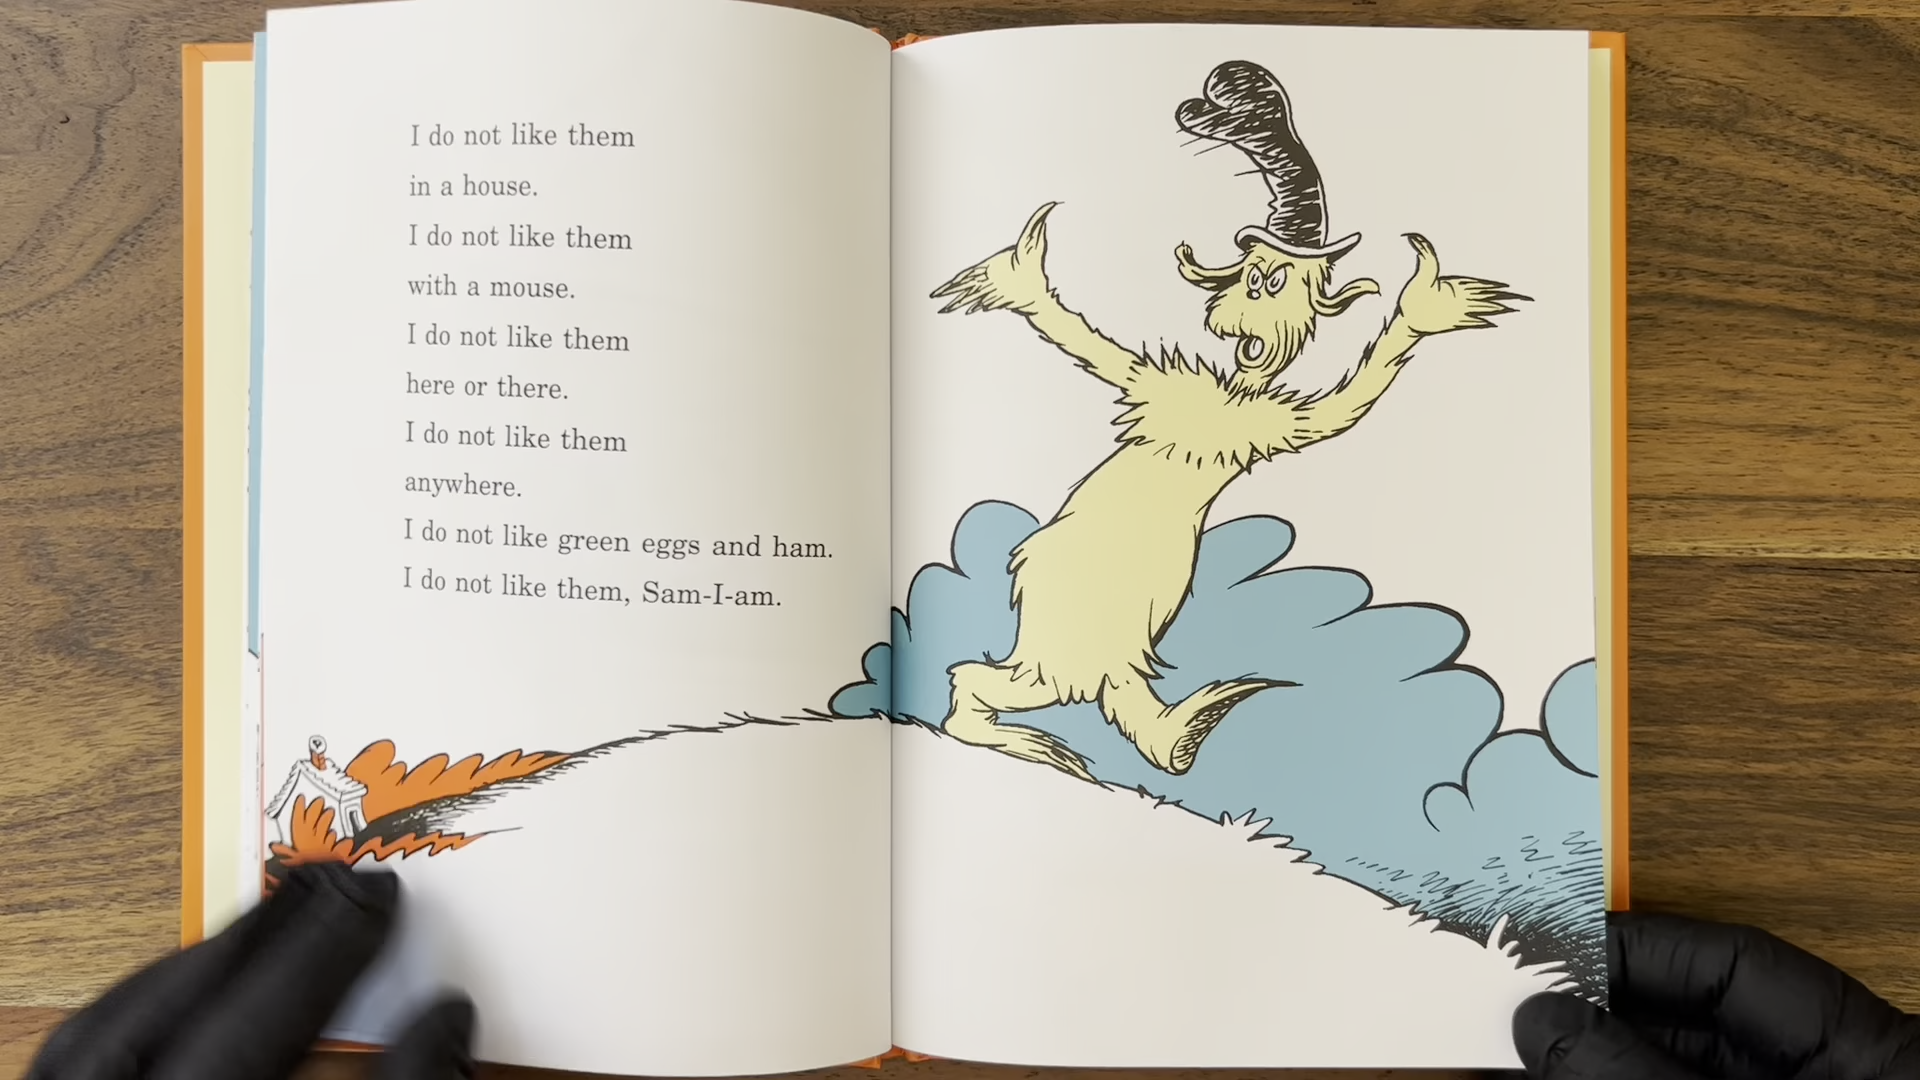 I do not like them
in a house.
I do not like them
with a mouse.
I do not like them
here or there.
I do not like them
anywhere.
I do not like green eggs and ham.
I do not like them, Sam-I-am.